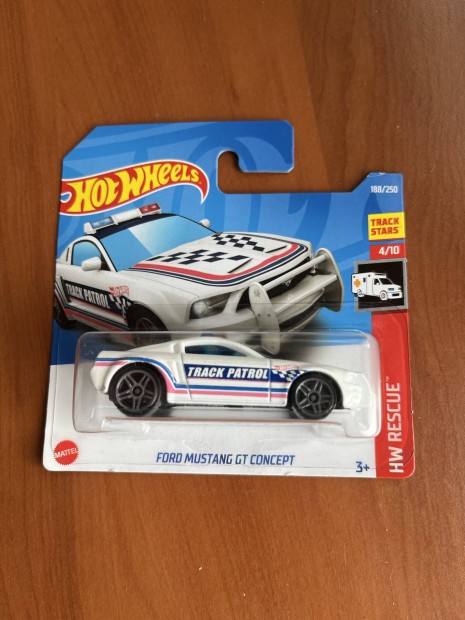 HOT WHEELS
188/250
TRACK
STARS
4/10
TRACK PATROL
TRACK PATROL
HW RESCUE™
MATTEL
FORD MUSTANG GT CONCEPT
3+